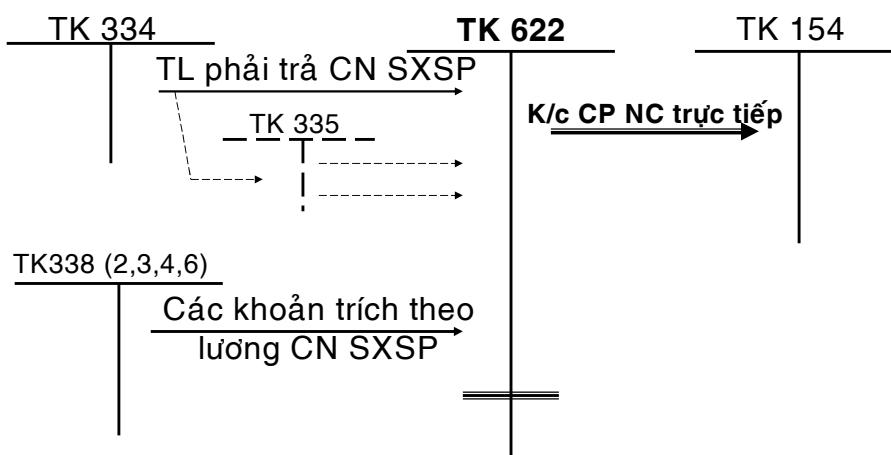 TK 334
TK 622
TK 154
TL phải trả CN SXSP
K/c CP NC trực tiếp
TK 335
TK338 (2,3,4,6)
Các khoản trích theo
lương CN SXSP